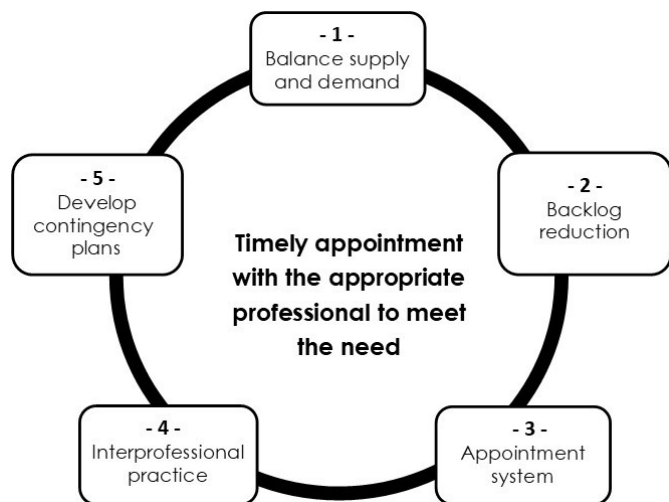 - 1 -
Balance supply
and demand
- 2 -
Backlog
reduction
- 3 -
Appointment
system
- 4 -
Interprofessional
practice
- 5 -
Develop
contingency
plans
Timely appointment
with the appropriate
professional to meet
the need